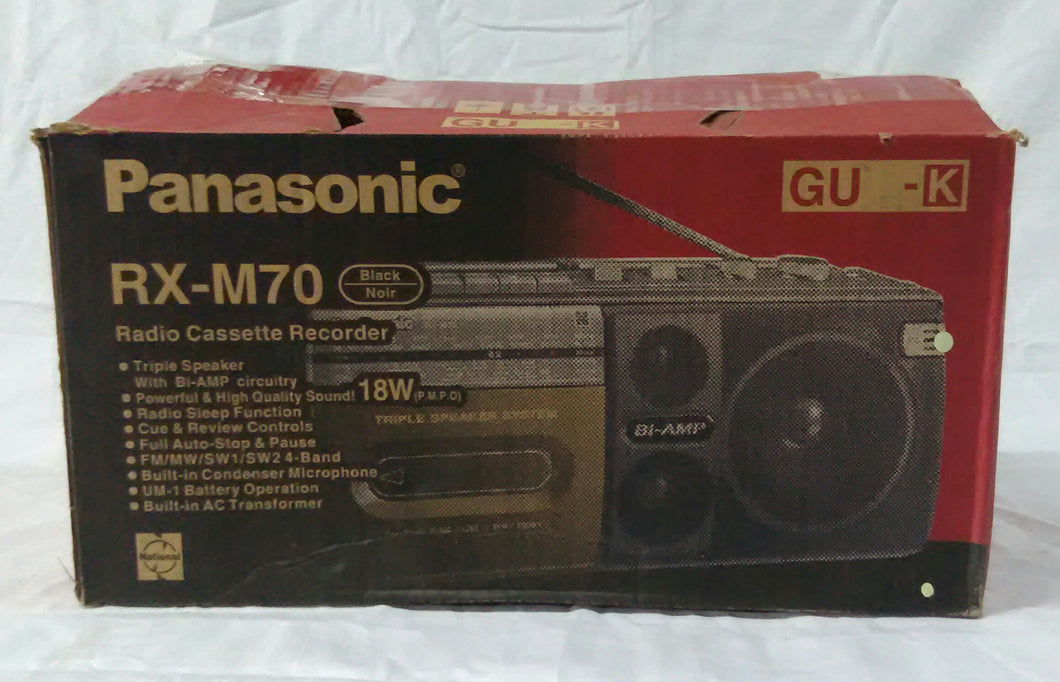 GU -K
Panasonic®
GU -K
RX-M70
Black
Noir
Radio Cassette Recorder
• Triple Speaker
With Bi-AMP circuitry
• Powerful & High Quality Sound! 18W (P.M.P.O)
• Radio Sleep Function
• Cue & Review Controls
• Full Auto-Stop & Pause
• FM/MW/SW1/SW2 4-Band
• Built-in Condenser Microphone
• UM-1 Battery Operation
• Built-in AC Transformer
TRIPLE SPEAKER SYSTEM
Bi-AMP
National